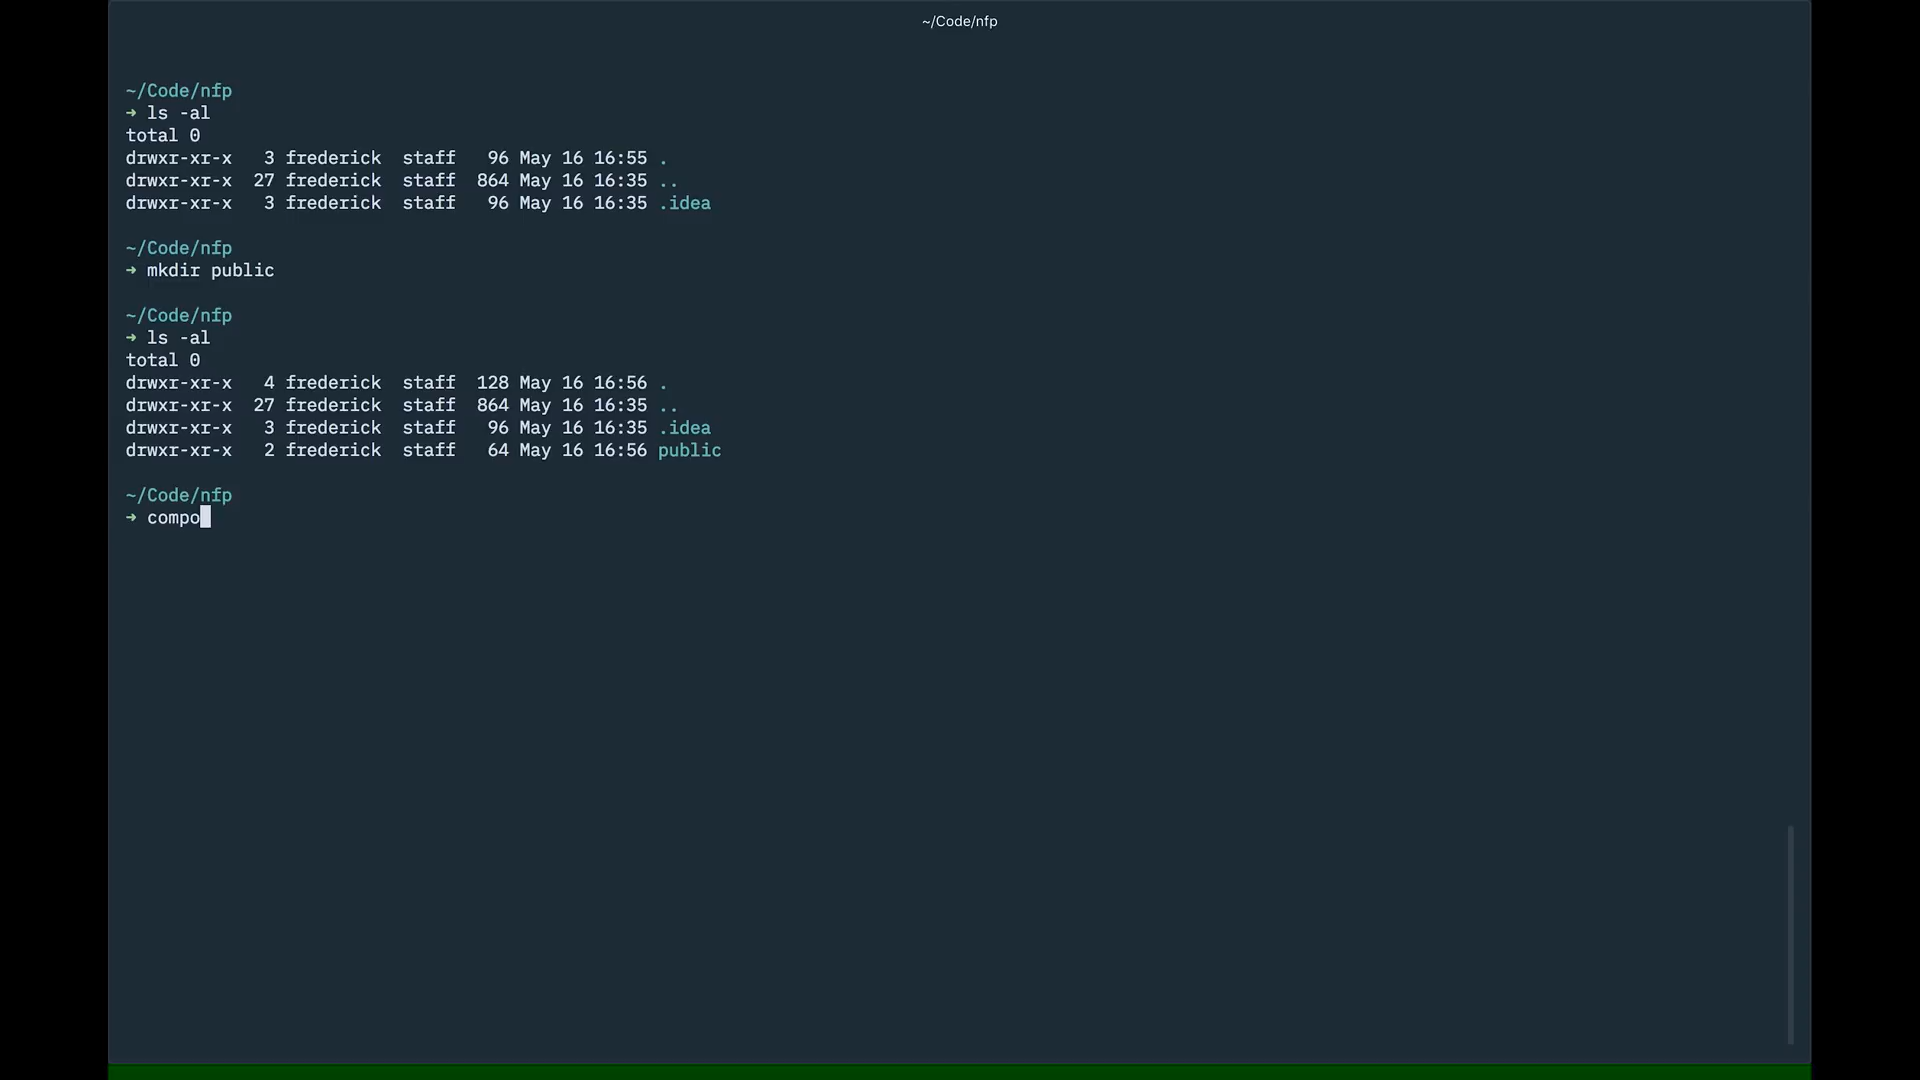 ~/Code/nfp
~/Code/nfp
➜ ls -al
total 0
drwxr-xr-x   3 frederick  staff   96 May 16 16:55 .
drwxr-xr-x  27 frederick  staff  864 May 16 16:35 ..
drwxr-xr-x   3 frederick  staff   96 May 16 16:35 .idea
~/Code/nfp
➜ mkdir public
~/Code/nfp
➜ ls -al
total 0
drwxr-xr-x   4 frederick  staff  128 May 16 16:56 .
drwxr-xr-x  27 frederick  staff  864 May 16 16:35 ..
drwxr-xr-x   3 frederick  staff   96 May 16 16:35 .idea
drwxr-xr-x   2 frederick  staff   64 May 16 16:56 public
~/Code/nfp
➜ compo